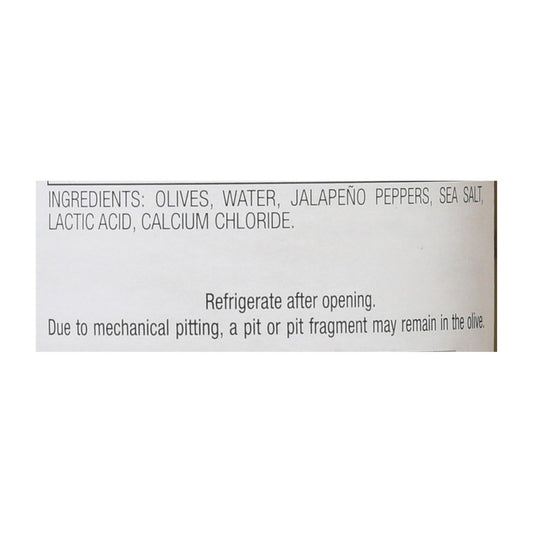 INGREDIENTS: OLIVES, WATER, JALAPEÑO PEPPERS, SEA SALT,
LACTIC ACID, CALCIUM CHLORIDE.
Refrigerate after opening.
Due to mechanical pitting, a pit or pit fragment may remain in the olive.